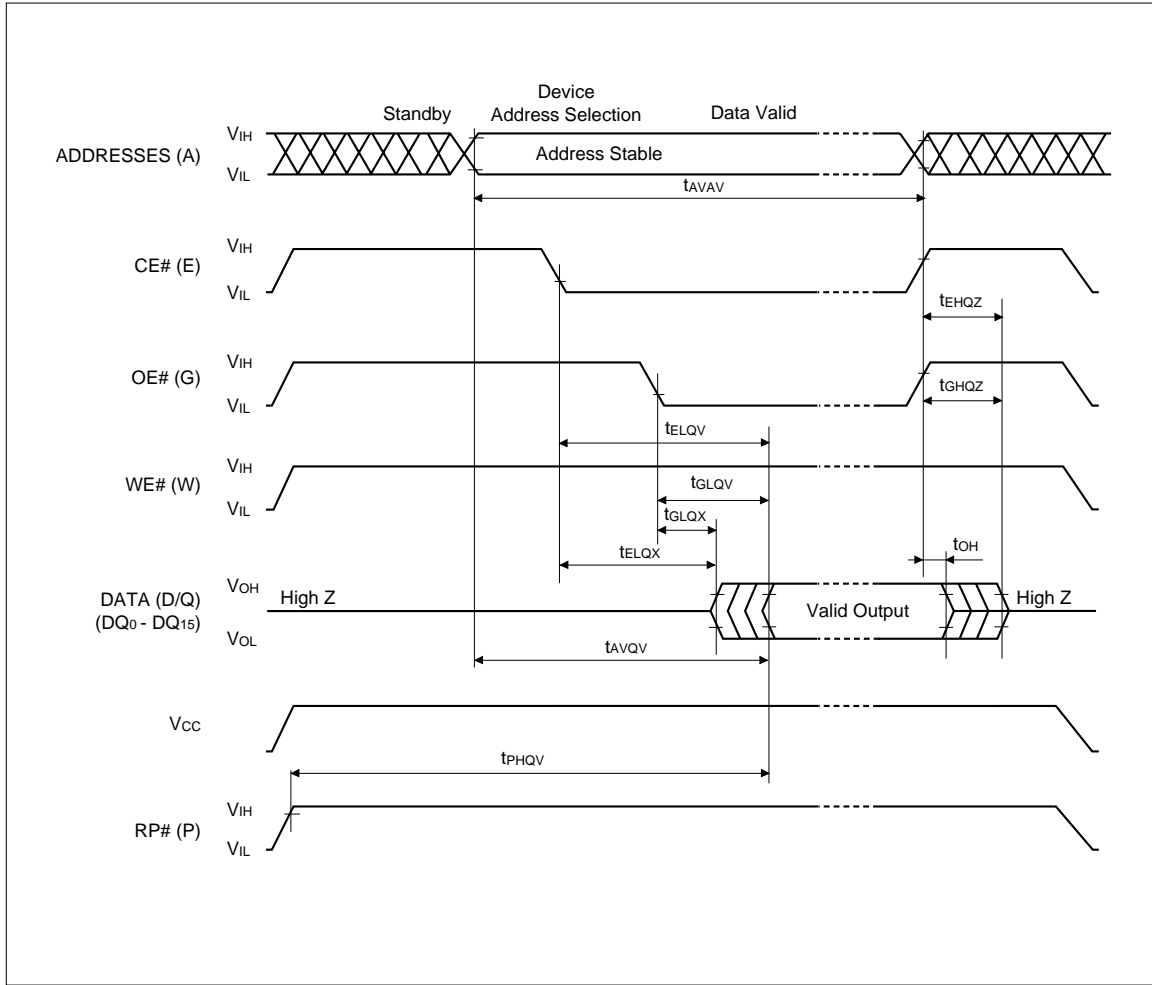 Device
Standby Address Selection Data Valid
VIH
ADDRESSES (A) Address Stable
VIL
tAVAV
VIH
CE# (E)
VIL
tEHQZ
VIH
OE# (G)
tGHQZ
VIL
tELQV
VIH
WE# (W)
tGLQV
VIL
tGLQX
tELQX
tOH
VOH
High Z Valid Output High Z
DATA (D/Q)
(DQ0 - DQ15)
VOL
tAVQV
VCC
tPHQV
VIH
RP# (P)
VIL